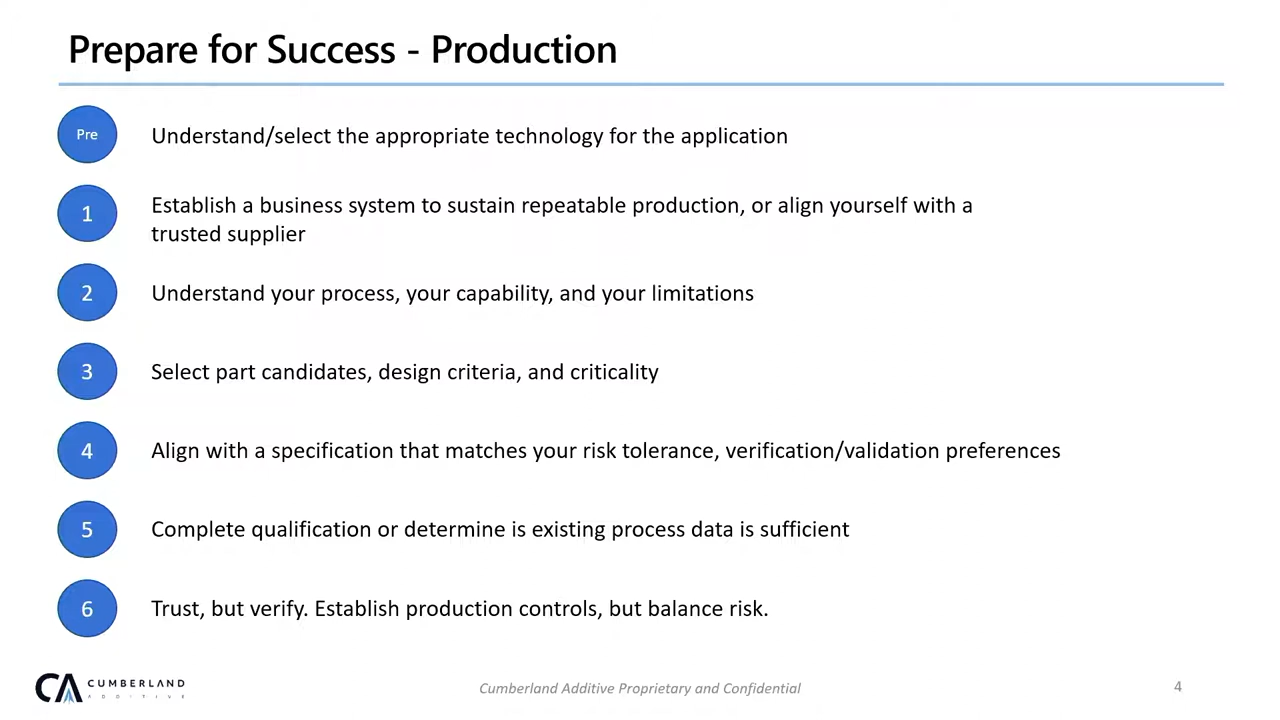 Prepare for Success - Production
Pre
Understand/select the appropriate technology for the application
1
Establish a business system to sustain repeatable production, or align yourself with a
trusted supplier
2
Understand your process, your capability, and your limitations
3
Select part candidates, design criteria, and criticality
4
Align with a specification that matches your risk tolerance, verification/validation preferences
5
Complete qualification or determine is existing process data is sufficient
6
Trust, but verify. Establish production controls, but balance risk.
CA
CUMBERLAND
ADDITIVE
Cumberland Additive Proprietary and Confidential
4